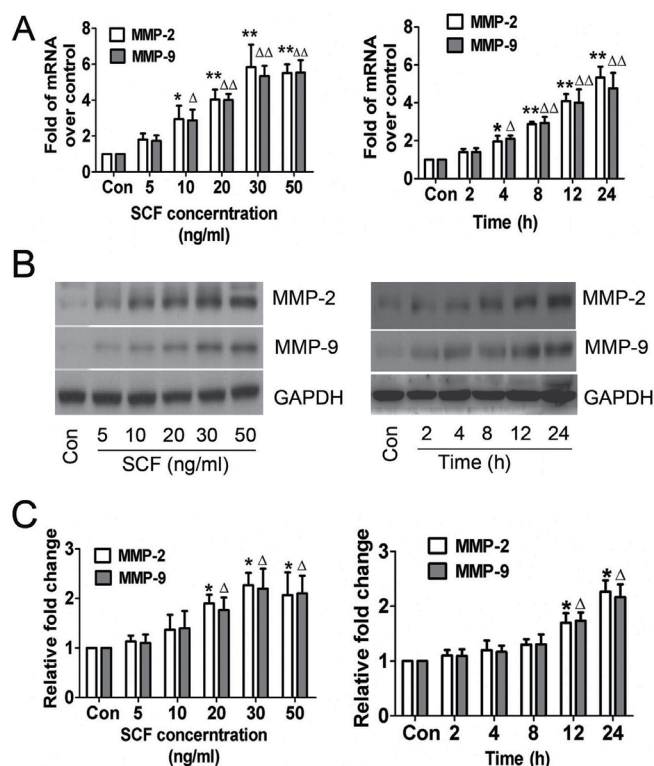 A
Fold of mRNA
over control
8
6
4
2
0
MMP-2
MMP-9
* Δ
** ΔΔ
** ΔΔ
** ΔΔ
Con 5 10 20 30 50
SCF concerntration
(ng/ml)
Fold of mRNA
over control
8
6
4
2
0
MMP-2
MMP-9
* Δ
** ΔΔ
** ΔΔ
** ΔΔ
Con 2 4 8 12 24
Time (h)
B
MMP-2
MMP-9
GAPDH
Con 5 10 20 30 50
SCF (ng/ml)
MMP-2
MMP-9
GAPDH
Con 2 4 8 12 24
Time (h)
C
Relative fold change
3
2
1
0
MMP-2
MMP-9
* Δ
* Δ
* Δ
Con 5 10 20 30 50
SCF concerntration
(ng/ml)
Relative fold change
3
2
1
0
MMP-2
MMP-9
* Δ
* Δ
Con 2 4 8 12 24
Time (h)